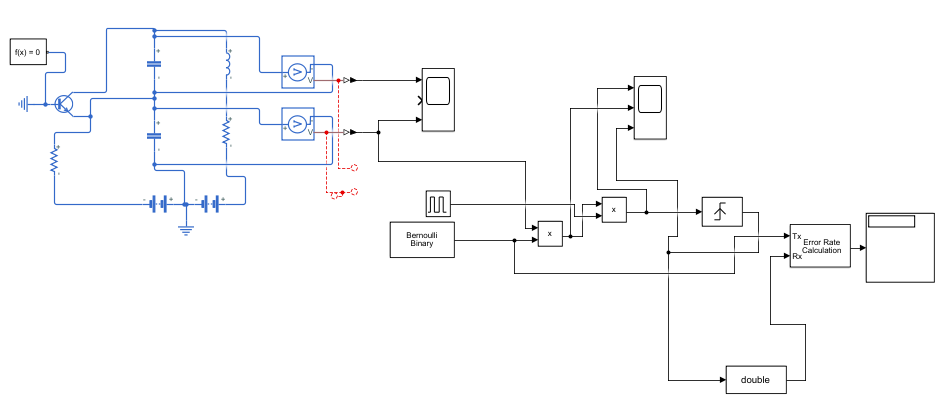 f(x) = 0
V
V
V
V
Bernoulli
Binary
x
x
Tx
Rx
Error Rate
Calculation
double